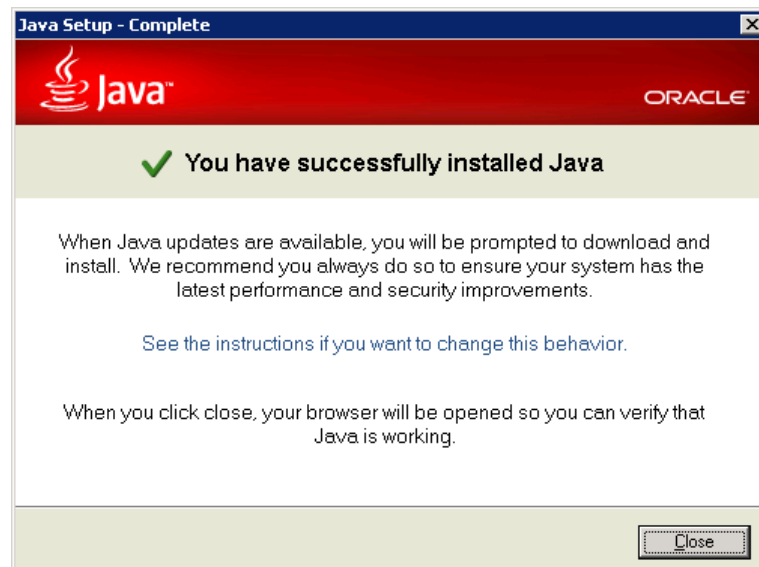 Java Setup - Complete
Java™
ORACLE
You have successfully installed Java
When Java updates are available, you will be prompted to download and
install. We recommend you always do so to ensure your system has the
latest performance and security improvements.
See the instructions if you want to change this behavior.
When you click close, your browser will be opened so you can verify that
Java is working.
Close